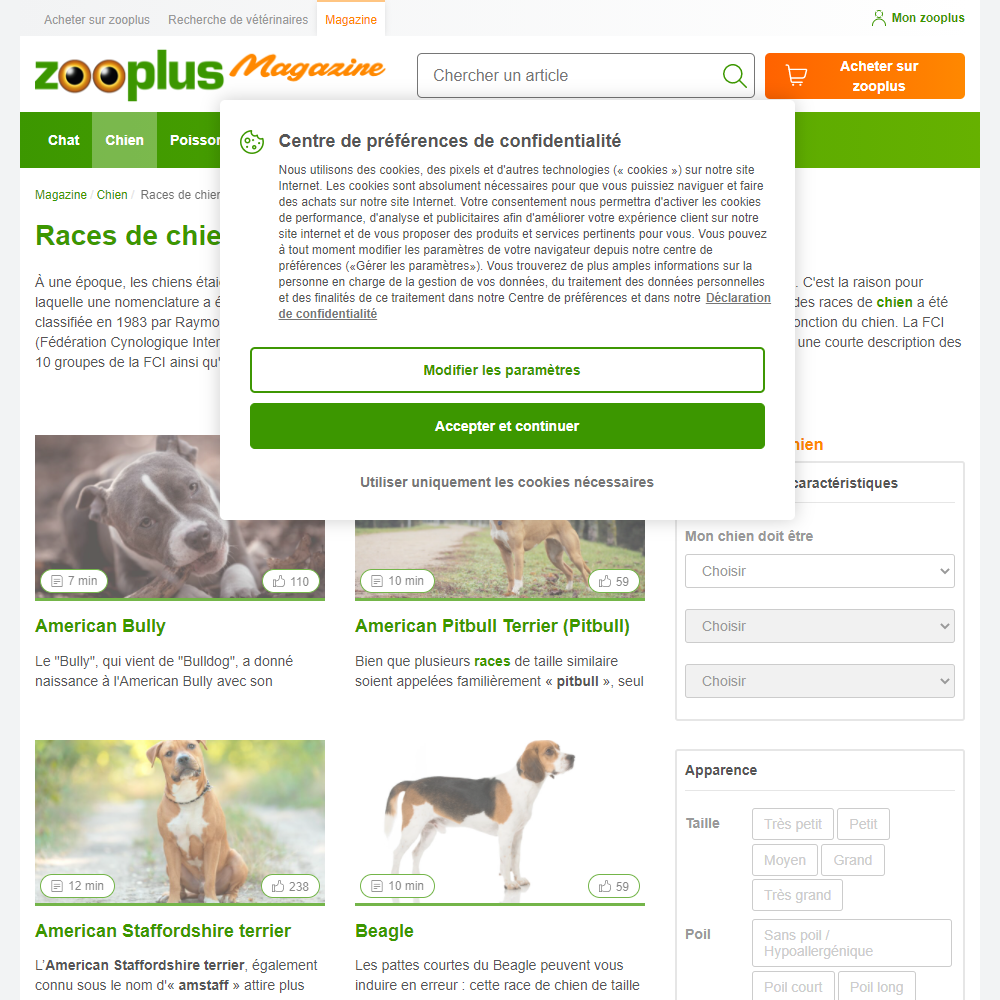 Acheter sur zooplus
Recherche de vétérinaires
Magazine
Mon zooplus
zooplus Magazine
Chercher un article
Acheter sur
zooplus
Chat
Chien
Poisson
Magazine / Chien / Races de chien
Races de chie
À une époque, les chiens étai
. C'est la raison pour
laquelle une nomenclature a é
des races de chien a été
classifiée en 1983 par Raymo
onction du chien. La FCI
(Fédération Cynologique Inter
une courte description des
10 groupes de la FCI ainsi qu'
Centre de préférences de confidentialité
Nous utilisons des cookies, des pixels et d'autres technologies (« cookies ») sur notre site
Internet. Les cookies sont absolument nécessaires pour que vous puissiez naviguer et faire
des achats sur notre site Internet. Votre consentement nous permettra d'activer les cookies
de performance, d'analyse et publicitaires afin d'améliorer votre expérience client sur notre
site internet et de vous proposer des produits et services pertinents pour vous. Vous pouvez
à tout moment modifier les paramètres de votre navigateur depuis notre centre de
préférences («Gérer les paramètres»). Vous trouverez de plus amples informations sur la
personne en charge de la gestion de vos données, du traitement des données personnelles
et des finalités de ce traitement dans notre Centre de préférences et dans notre Déclaration
de confidentialité
Modifier les paramètres
Accepter et continuer
Utiliser uniquement les cookies nécessaires
hien
caractéristiques
Mon chien doit être
Choisir
Choisir
Choisir
7 min
110
10 min
59
American Bully
American Pitbull Terrier (Pitbull)
Le "Bully", qui vient de "Bulldog", a donné
naissance à l'American Bully avec son
Bien que plusieurs races de taille similaire
soient appelées familièrement « pitbull », seul
12 min
238
10 min
59
American Staffordshire terrier
Beagle
L'American Staffordshire terrier, également
connu sous le nom d'« amstaff » attire plus
Les pattes courtes du Beagle peuvent vous
induire en erreur : cette race de chien de taille
Apparence
Taille
Très petit
Petit
Moyen
Grand
Très grand
Poil
Sans poil /
Hypoallergénique
Poil court
Poil long